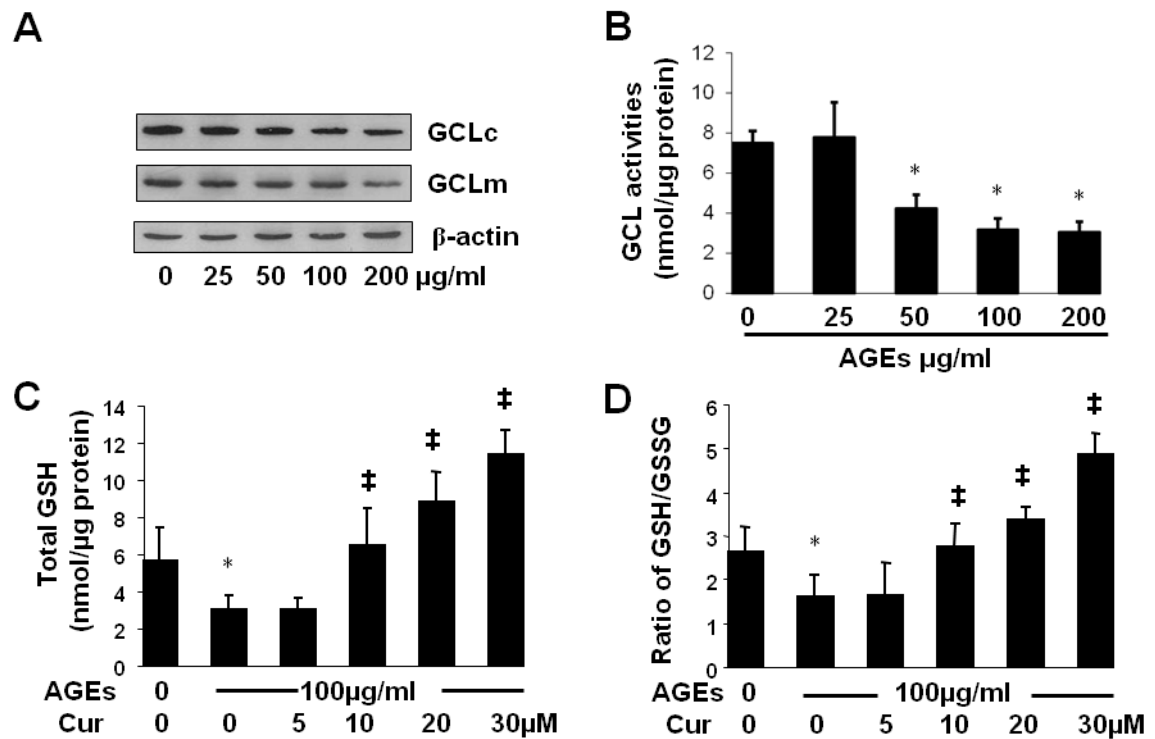 A
GCLc
GCLm
β-actin
0 25 50 100 200 µg/ml
B
GCL activities
(nmol/µg protein)
12
10
8
6
4
2
0
*
*
*
0 25 50 100 200
AGEs µg/ml
C
Total GSH
(nmol/µg protein)
14
12
10
8
6
4
2
0
*
‡
‡
‡
AGEs 0 100µg/ml
Cur 0 0 5 10 20 30µM
D
Ratio of GSH/GSSG
6
5
4
3
2
1
0
*
‡
‡
‡
AGEs 0 100µg/ml
Cur 0 0 5 10 20 30µM